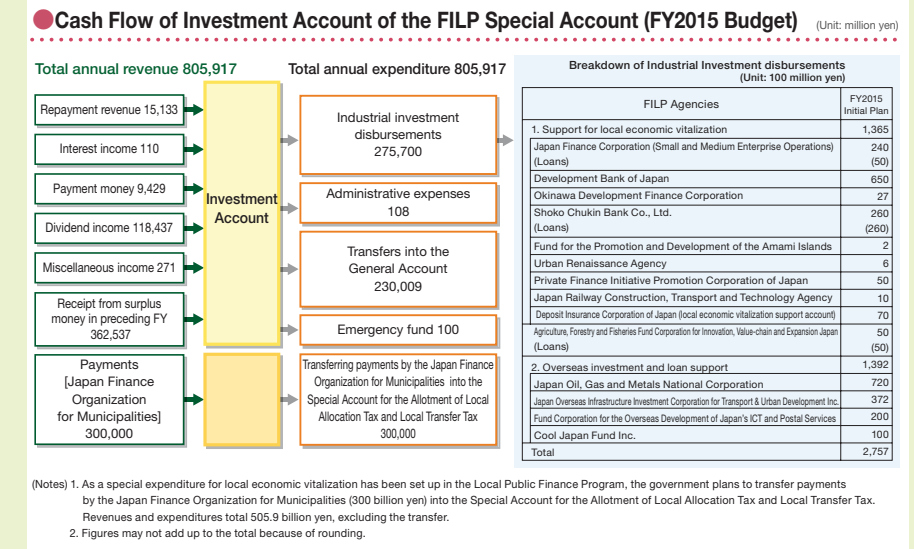 Cash Flow of Investment Account of the FILP Special Account (FY2015 Budget) (Unit: million yen)
Total annual revenue 805,917
Repayment revenue 15,133
Interest income 110
Payment money 9,429
Dividend income 118,437
Miscellaneous income 271
Receipt from surplus
money in preceding FY
362,537
Payments
[Japan Finance
Organization
for Municipalities]
300,000
Investment
Account
Total annual expenditure 805,917
Industrial investment
disbursements
275,700
Administrative expenses
108
Transfers into the
General Account
230,009
Emergency fund 100
Transferring payments by the Japan Finance
Organization for Municipalities into the
Special Account for the Allotment of Local
Allocation Tax and Local Transfer Tax
300,000
Breakdown of Industrial Investment disbursements
(Unit: 100 million yen)
FILP Agencies FY2015
Initial Plan
1. Support for local economic vitalization 1,365
Japan Finance Corporation (Small and Medium Enterprise Operations) 240
(Loans) (50)
Development Bank of Japan 650
Okinawa Development Finance Corporation 27
Shoko Chukin Bank Co., Ltd. 260
(Loans) (260)
Fund for the Promotion and Development of the Amami Islands 2
Urban Renaissance Agency 6
Private Finance Initiative Promotion Corporation of Japan 50
Japan Railway Construction, Transport and Technology Agency 10
Deposit Insurance Corporation of Japan (local economic vitalization support account) 70
Agriculture, Forestry and Fisheries Fund Corporation for Innovation, Value-chain and Expansion Japan 50
(Loans) (50)
2. Overseas investment and loan support 1,392
Japan Oil, Gas and Metals National Corporation 720
Japan Overseas Infrastructure Investment Corporation for Transport & Urban Development Inc. 372
Fund Corporation for the Overseas Development of Japan's ICT and Postal Services 200
Cool Japan Fund Inc. 100
Total 2,757
(Notes) 1. As a special expenditure for local economic vitalization has been set up in the Local Public Finance Program, the government plans to transfer payments
by the Japan Finance Organization for Municipalities (300 billion yen) into the Special Account for the Allotment of Local Allocation Tax and Local Transfer Tax.
Revenues and expenditures total 505.9 billion yen, excluding the transfer.
2. Figures may not add up to the total because of rounding.